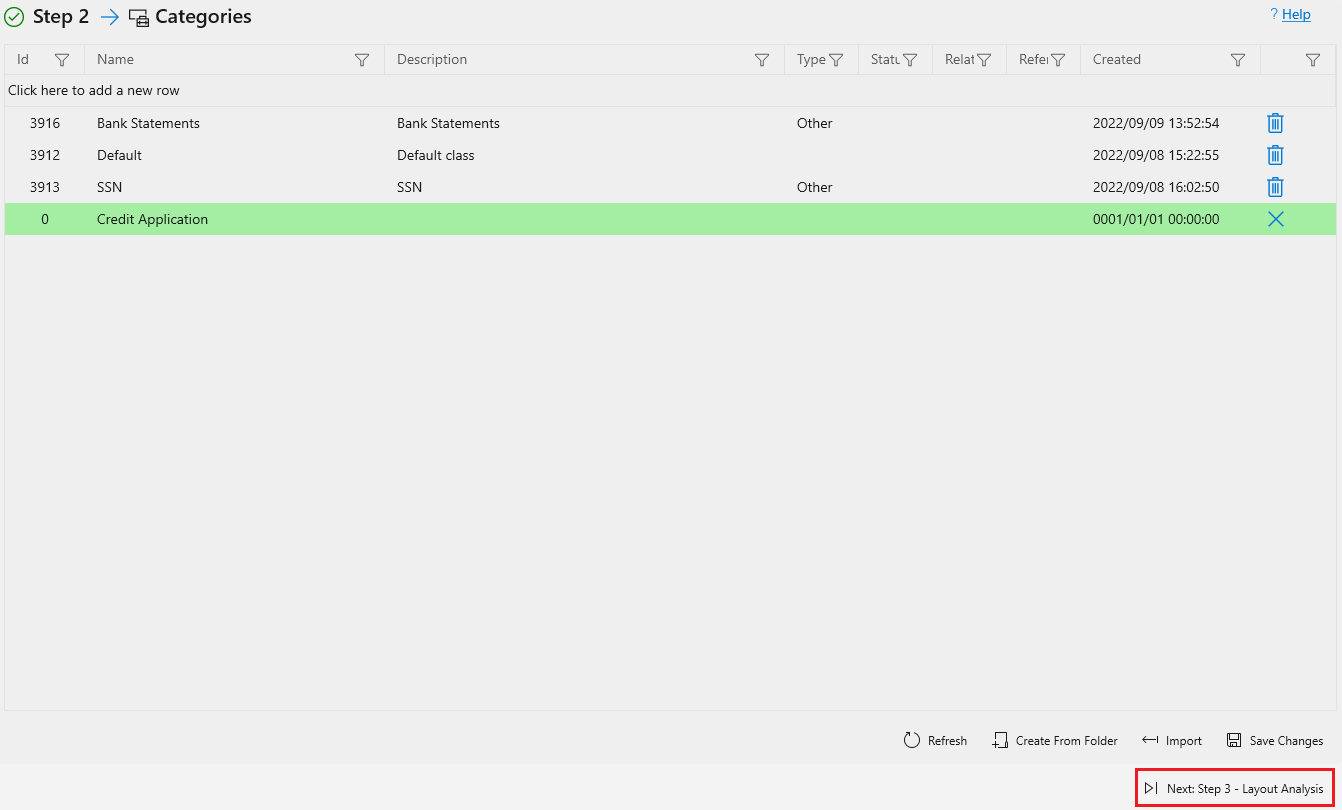 Step 2 Categories ? Help
Id Name Description Type Statu Relat Refer Created
Click here to add a new row
3916 Bank Statements Bank Statements Other 2022/09/09 13:52:54
3912 Default Default class 2022/09/08 15:22:55
3913 SSN SSN Other 2022/09/08 16:02:50
0 Credit Application 0001/01/01 00:00:00
Refresh Create From Folder Import Save Changes
Next: Step 3 - Layout Analysis